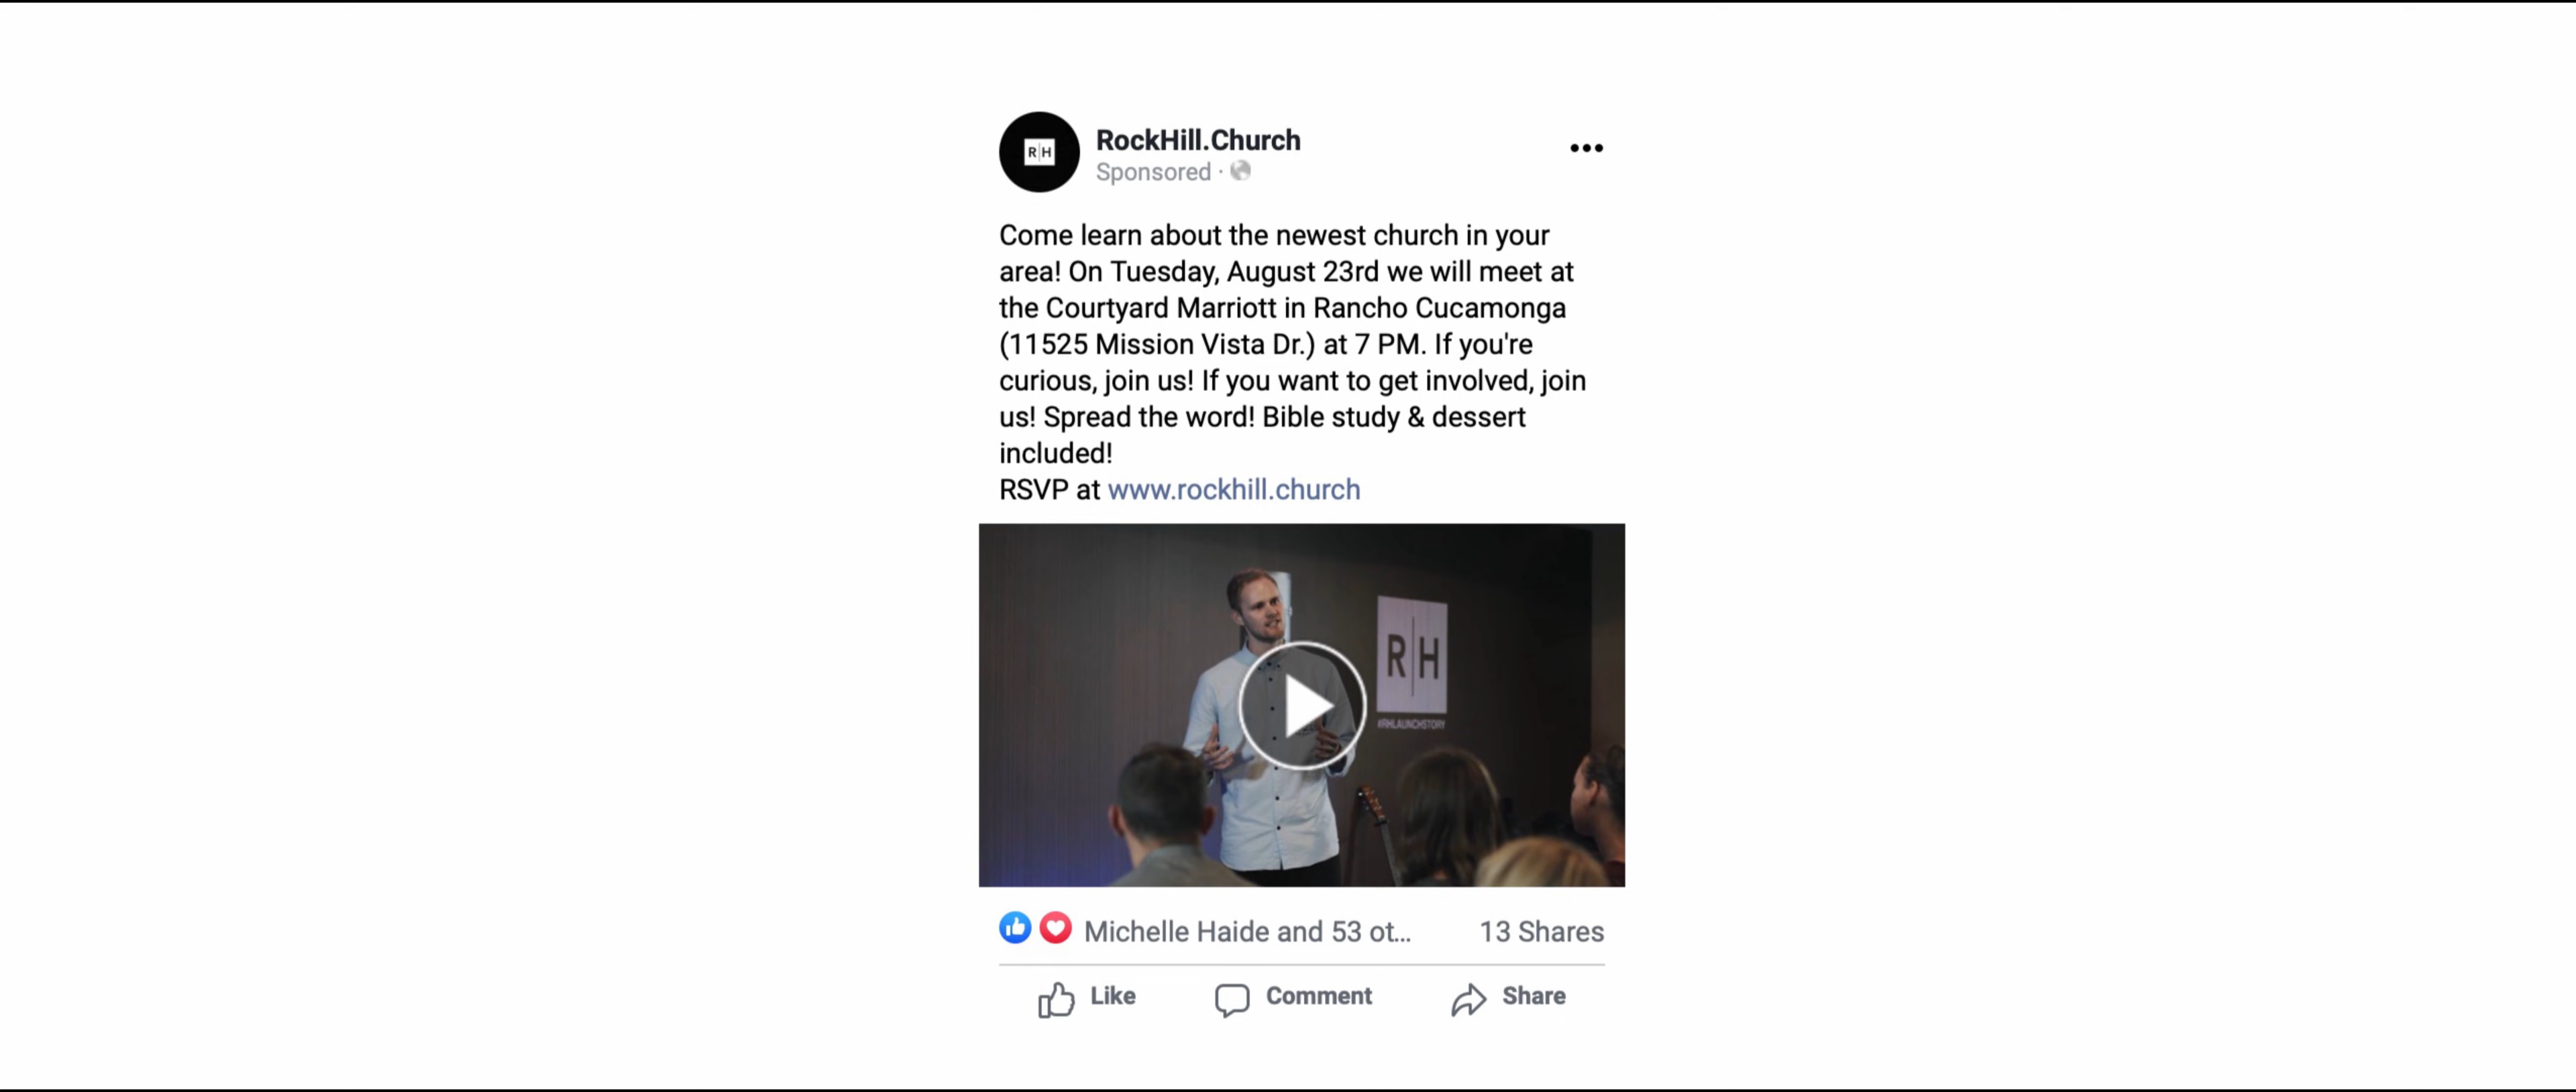 R|H
RockHill.Church
Sponsored ·
Come learn about the newest church in your
area! On Tuesday, August 23rd we will meet at
the Courtyard Marriott in Rancho Cucamonga
(11525 Mission Vista Dr.) at 7 PM. If you're
curious, join us! If you want to get involved, join
us! Spread the word! Bible study & dessert
included!
RSVP at www.rockhill.church
R|H
#RHLAUNCHSTORY
Michelle Haide and 53 ot...
13 Shares
Like
Comment
Share